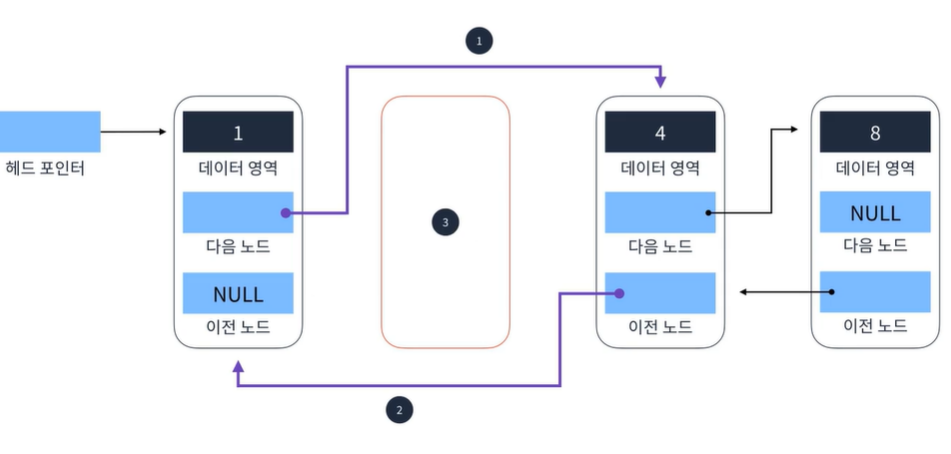 1
1
4
8
헤드 포인터
데이터 영역
데이터 영역
데이터 영역
3
NULL
다음 노드
다음 노드
다음 노드
NULL
이전 노드
이전 노드
이전 노드
2